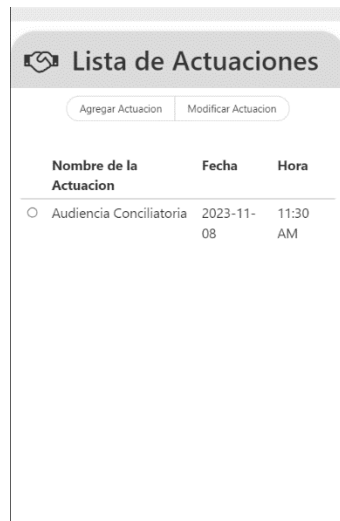 Lista de Actuaciones
Agregar Actuacion Modificar Actuacion
Nombre de la Fecha Hora
Actuacion
Audiencia Conciliatoria 2023-11- 11:30
08 AM